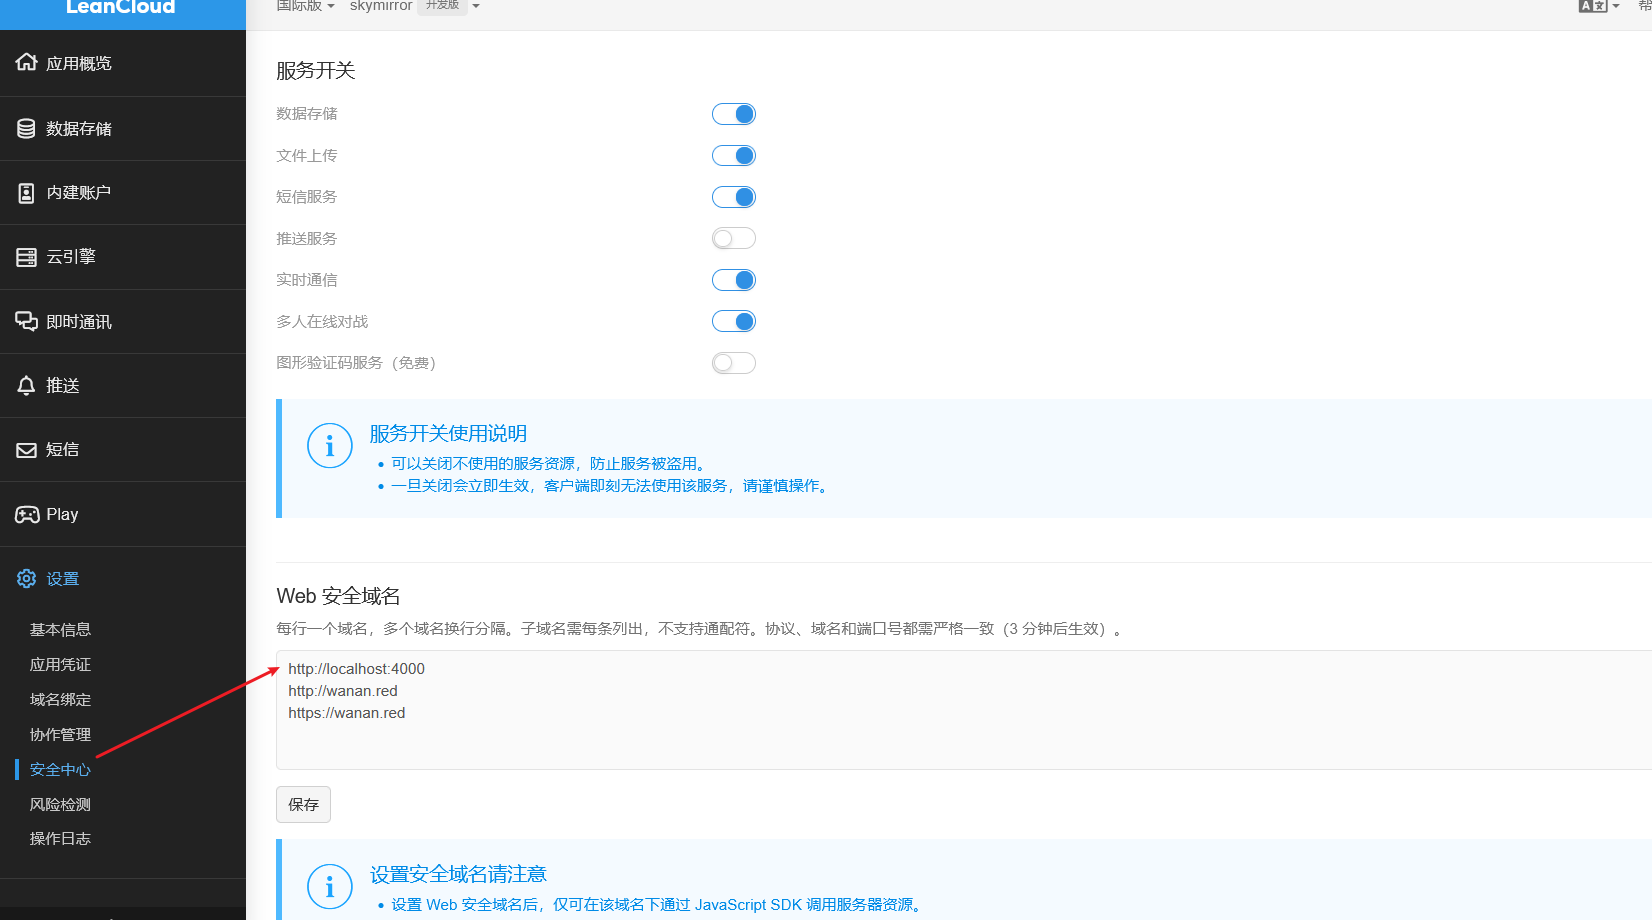 LeanCloud
国际版 skymirror 开发版
帮
应用概览
数据存储
内建账户
云引擎
即时通讯
推送
短信
Play
设置
基本信息
应用凭证
域名绑定
协作管理
安全中心
风险检测
操作日志
服务开关
数据存储
文件上传
短信服务
推送服务
实时通信
多人在线对战
图形验证码服务（免费）
服务开关使用说明
可以关闭不使用的服务资源，防止服务被盗用。
一旦关闭会立即生效，客户端即刻无法使用该服务，请谨慎操作。
Web 安全域名
每行一个域名，多个域名换行分隔。子域名需每条列出，不支持通配符。协议、域名和端口号都需严格一致（3 分钟后生效）。
http://localhost:4000
http://wanan.red
https://wanan.red
保存
设置安全域名请注意
设置 Web 安全域名后，仅可在该域名下通过 JavaScript SDK 调用服务器资源。